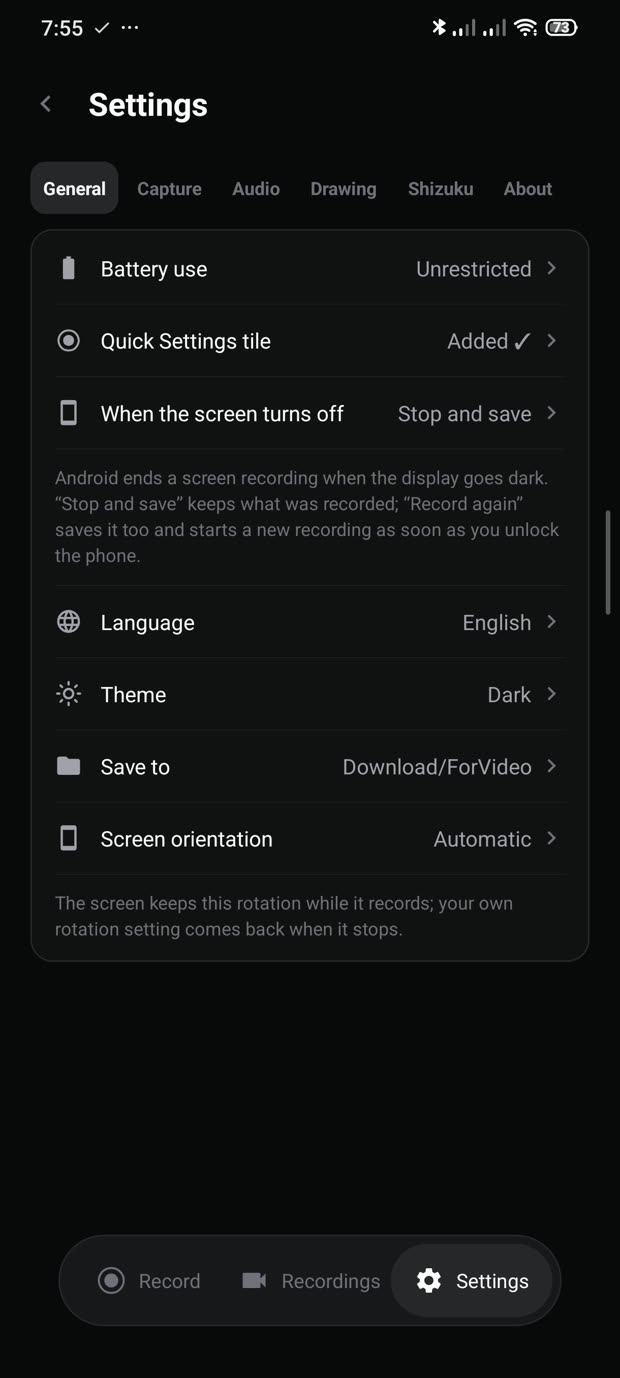 7:55
73
Settings
General Capture Audio Drawing Shizuku About
Battery use Unrestricted
Quick Settings tile Added ✓
When the screen turns off Stop and save
Android ends a screen recording when the display goes dark.
“Stop and save” keeps what was recorded; “Record again”
saves it too and starts a new recording as soon as you unlock
the phone.
Language English
Theme Dark
Save to Download/ForVideo
Screen orientation Automatic
The screen keeps this rotation while it records; your own
rotation setting comes back when it stops.
Record Recordings Settings